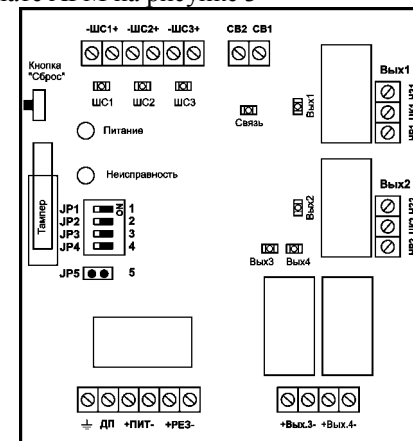 -ШС1+ -ШС2+ -ШС3+ СВ2 СВ1
Кнопка
"Сброс"
ШС1 ШС2 ШС3
Связь
Вых1
Вых1
Питание
Неисправность
Тампер
JP1 ON 1
JP2 2
JP3 3
JP4 4
JP5 5
Вых2
Вых2
Вых3 Вых4
ДП +ПИТ- +РЕЗ-
+Вых.3- +Вых.4-